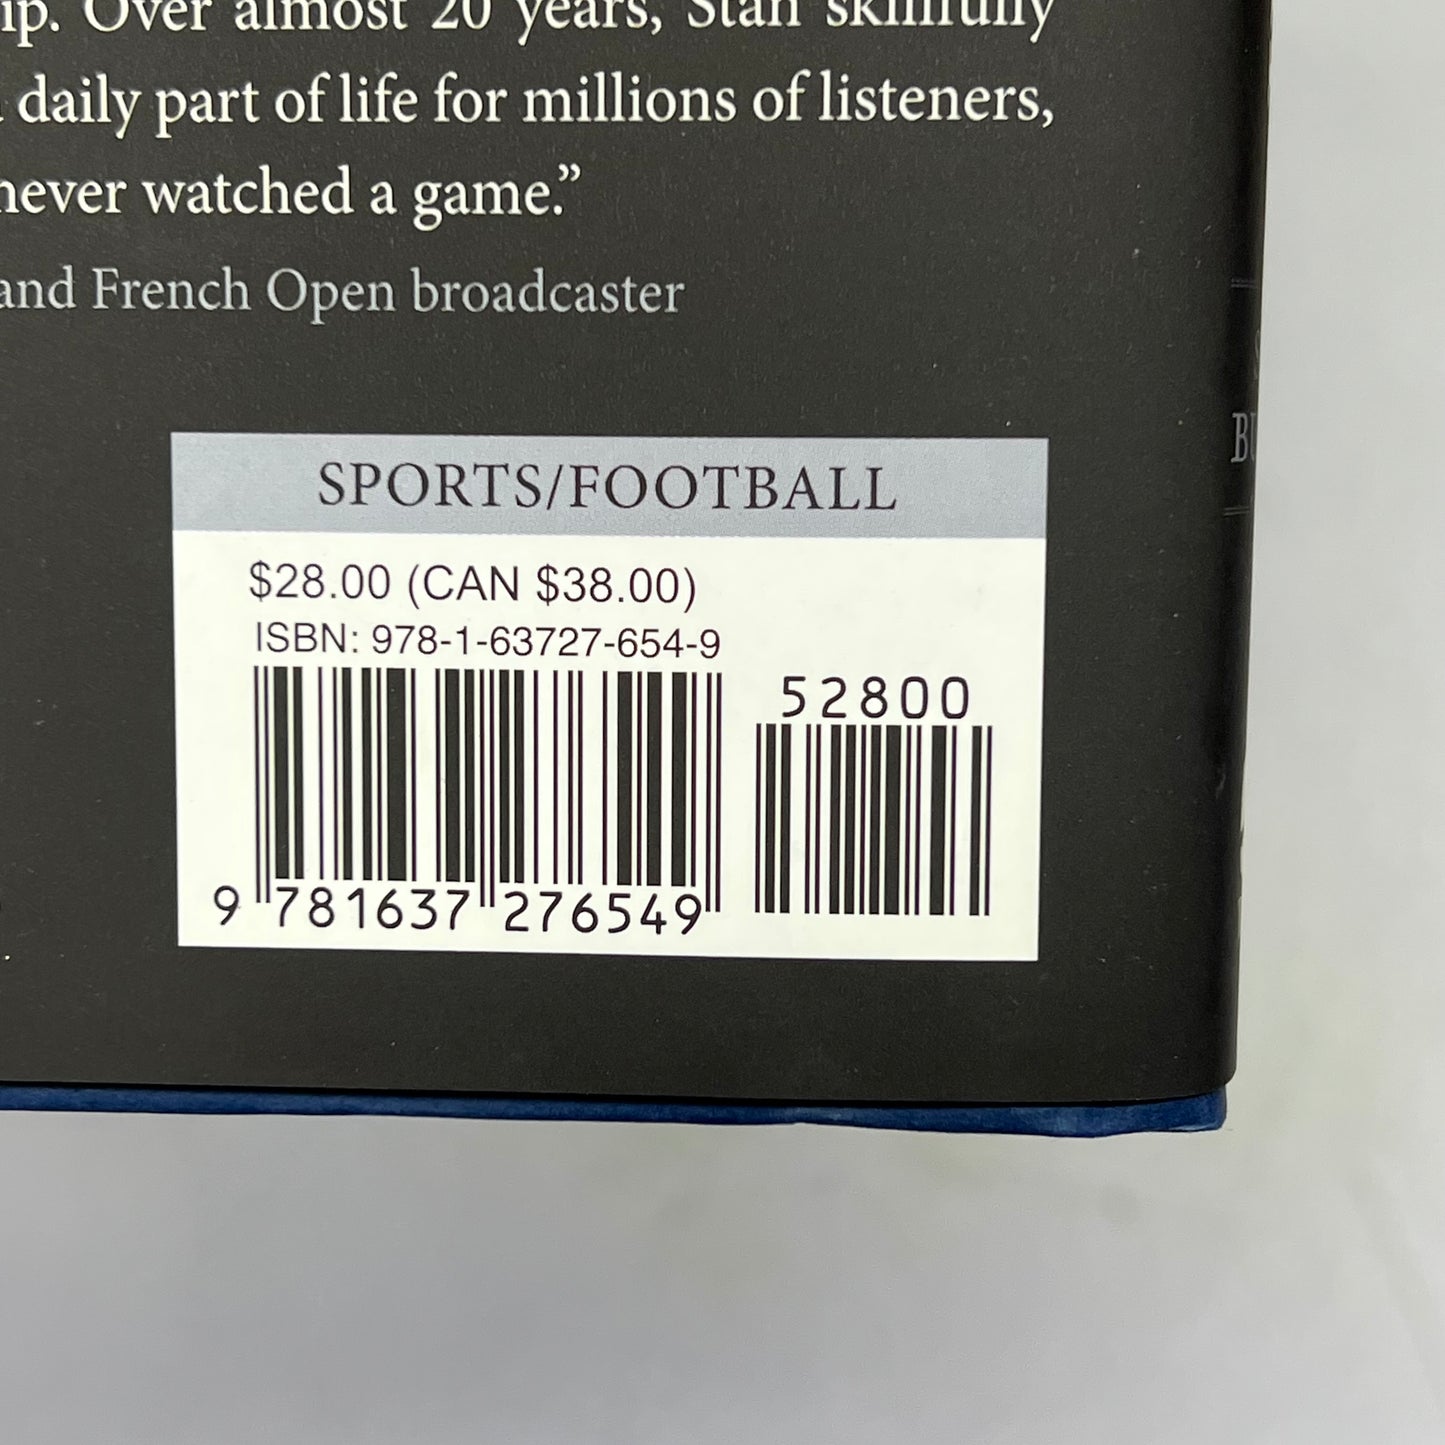 ip. Over almost 20 years, Stan skillfully
daily part of life for millions of listeners,
never watched a game.”
and French Open broadcaster
SPORTS/FOOTBALL
$28.00 (CAN $38.00)
ISBN: 978-1-63727-654-9
52800
9 781637 276549